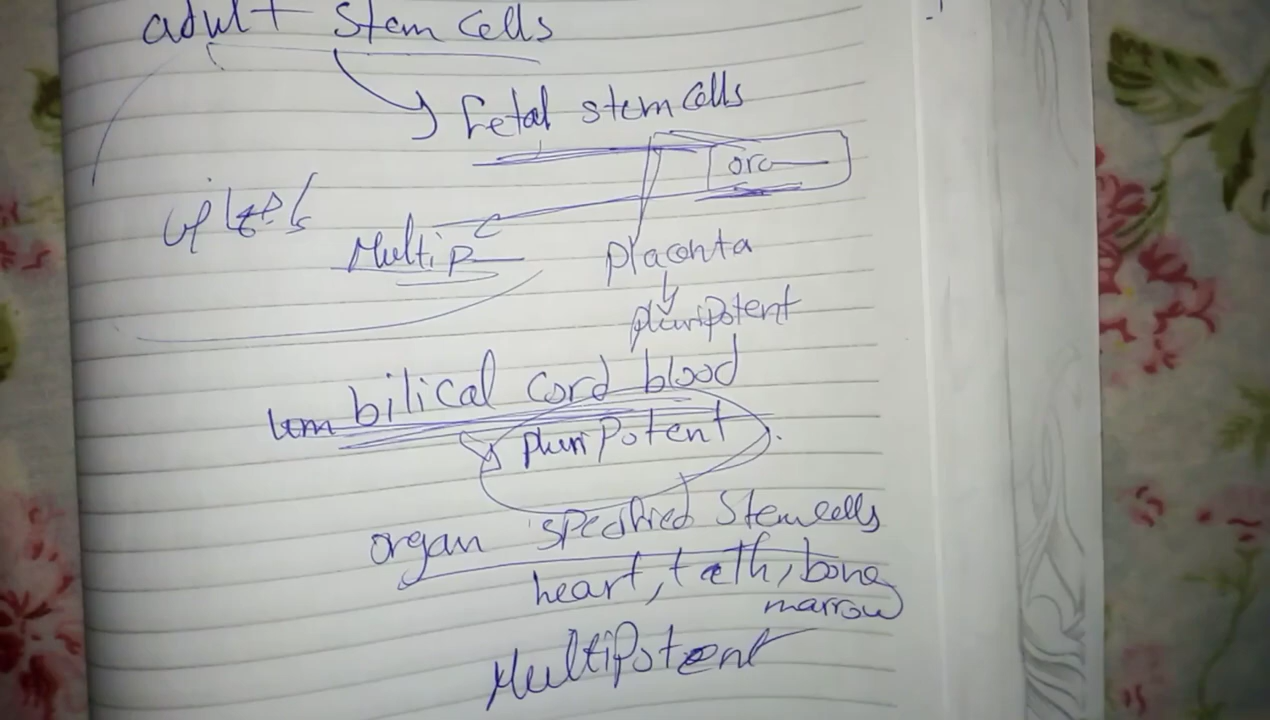 adult stem cells
fetal stem cells
orc
Multip
placenta
pluripotent
umbilical cord blood
pluripotent
organ specified stem cells
heart, teeth, bone
marrow
Multipotent